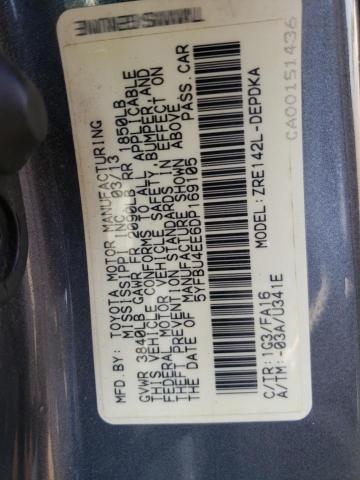 MFD BY: TOYOTA MOTOR MANUFACTURING
MISSISSIPPI INC. 03/13
GVWR 3840LB GAWR FR 2090LB RR 1850LB
THIS VEHICLE CONFORMS TO ALL APPLICABLE
FEDERAL MOTOR VEHICLE SAFETY, BUMPER, AND
THEFT PREVENTION STANDARDS IN EFFECT ON
THE DATE OF MANUFACTURE SHOWN ABOVE.
5YFBU4EE6DP169105 PASS. CAR
C/TR: 1G3/FA16 MODEL: ZRE142L-DEPDKA
A/TM: -03A/U341E
CA00151436
GENUINE